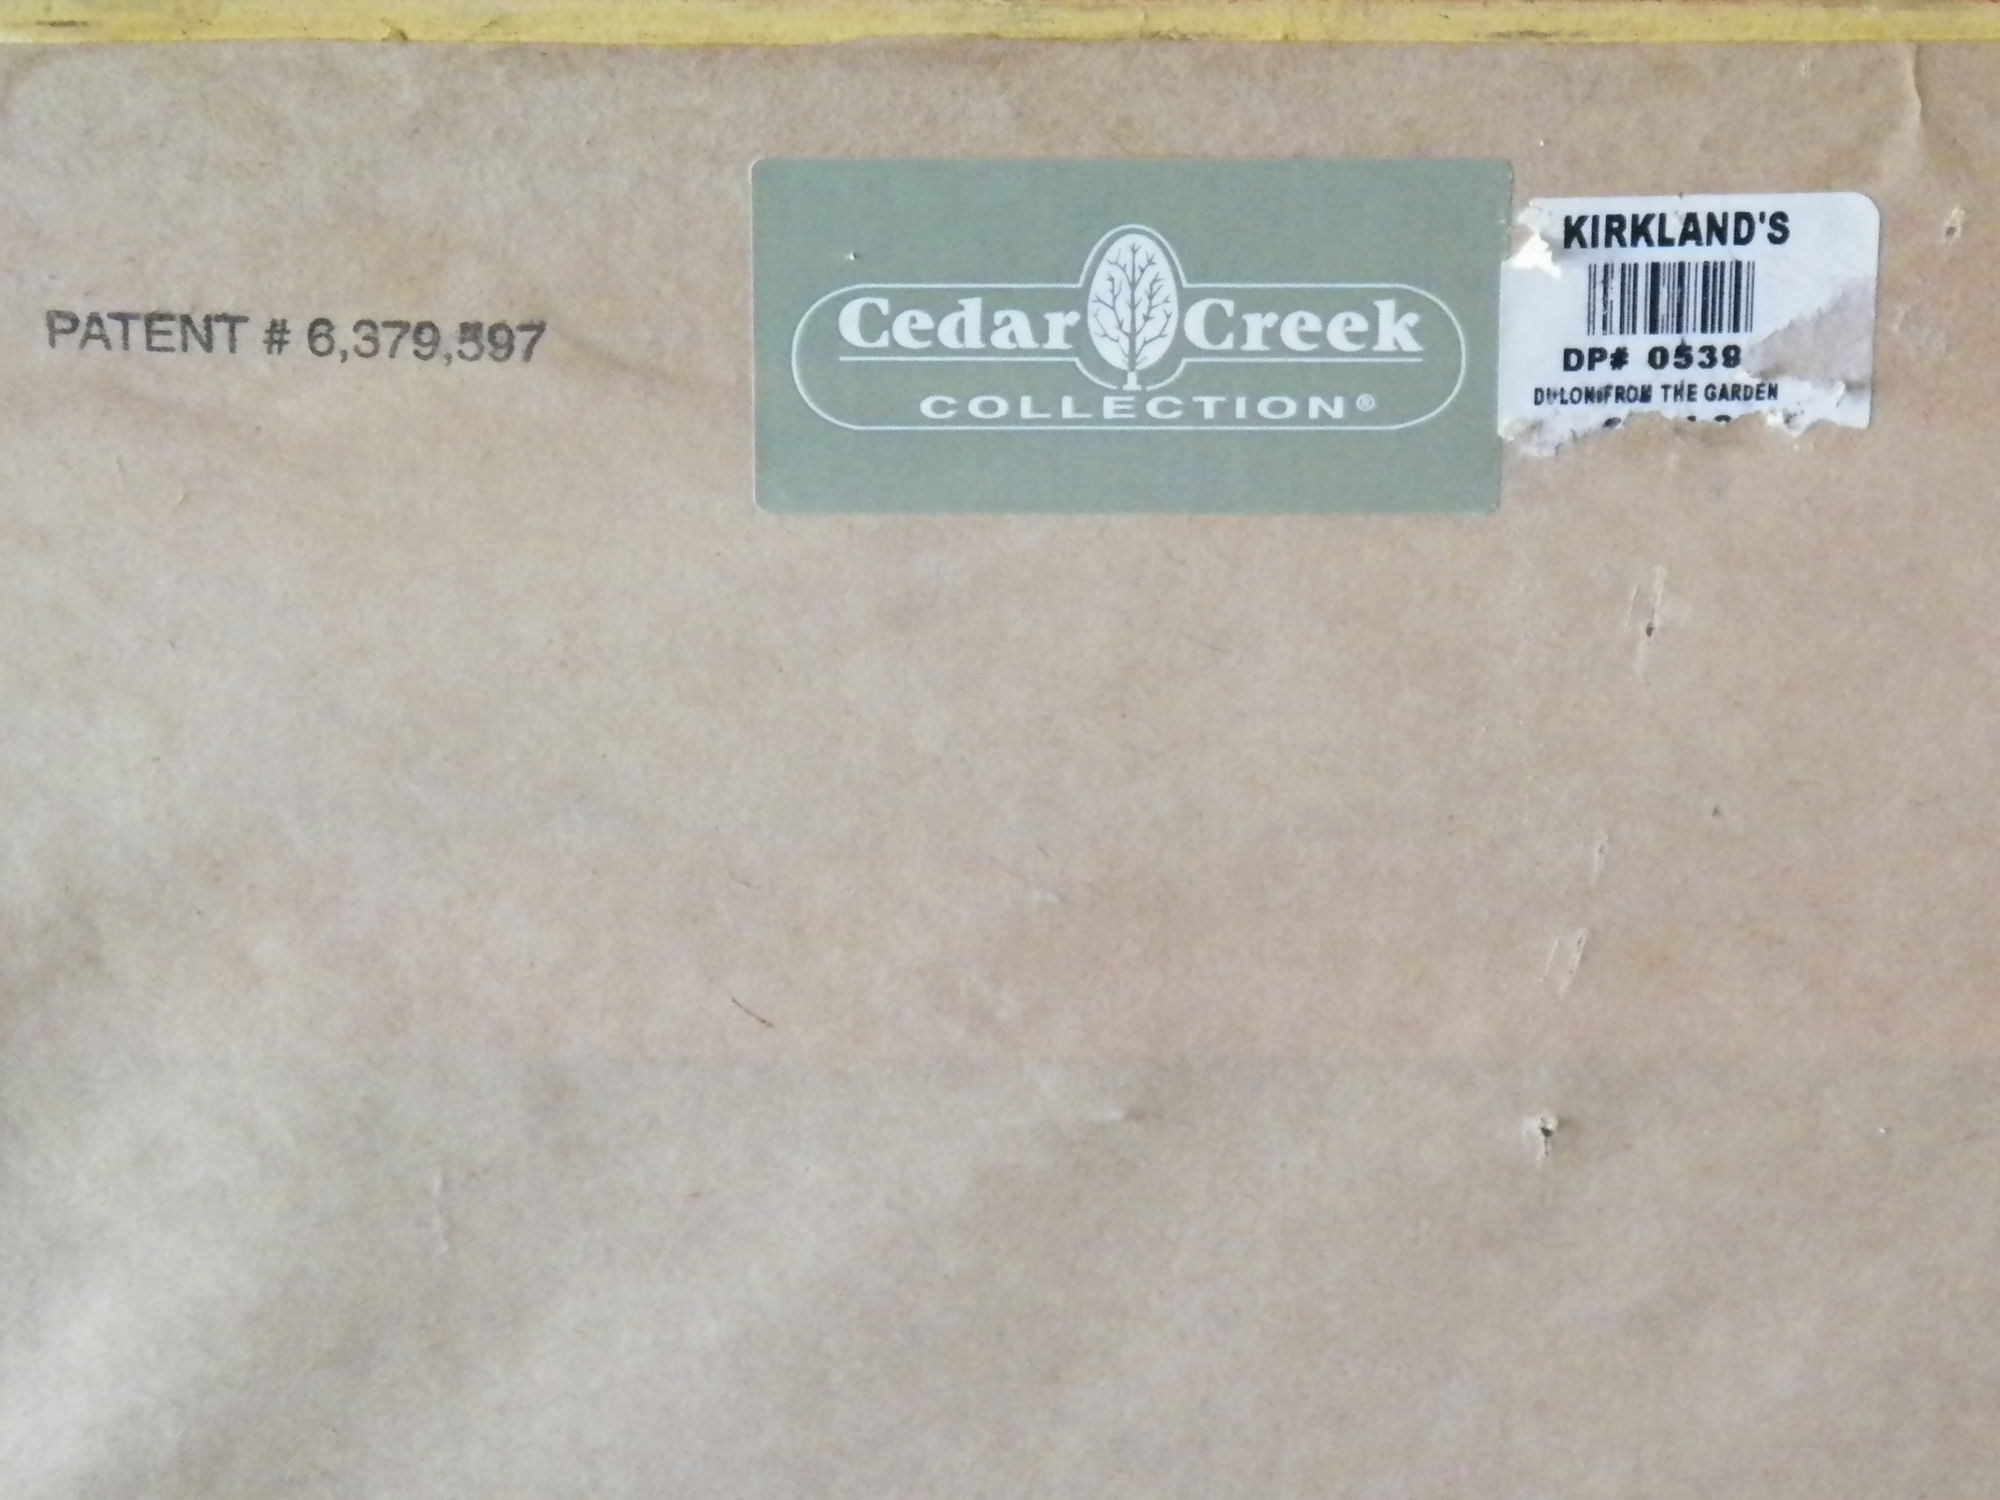 PATENT # 6,379,597
Cedar Creek
COLLECTION®
KIRKLAND'S
DP# 0539
FROM THE GARDEN